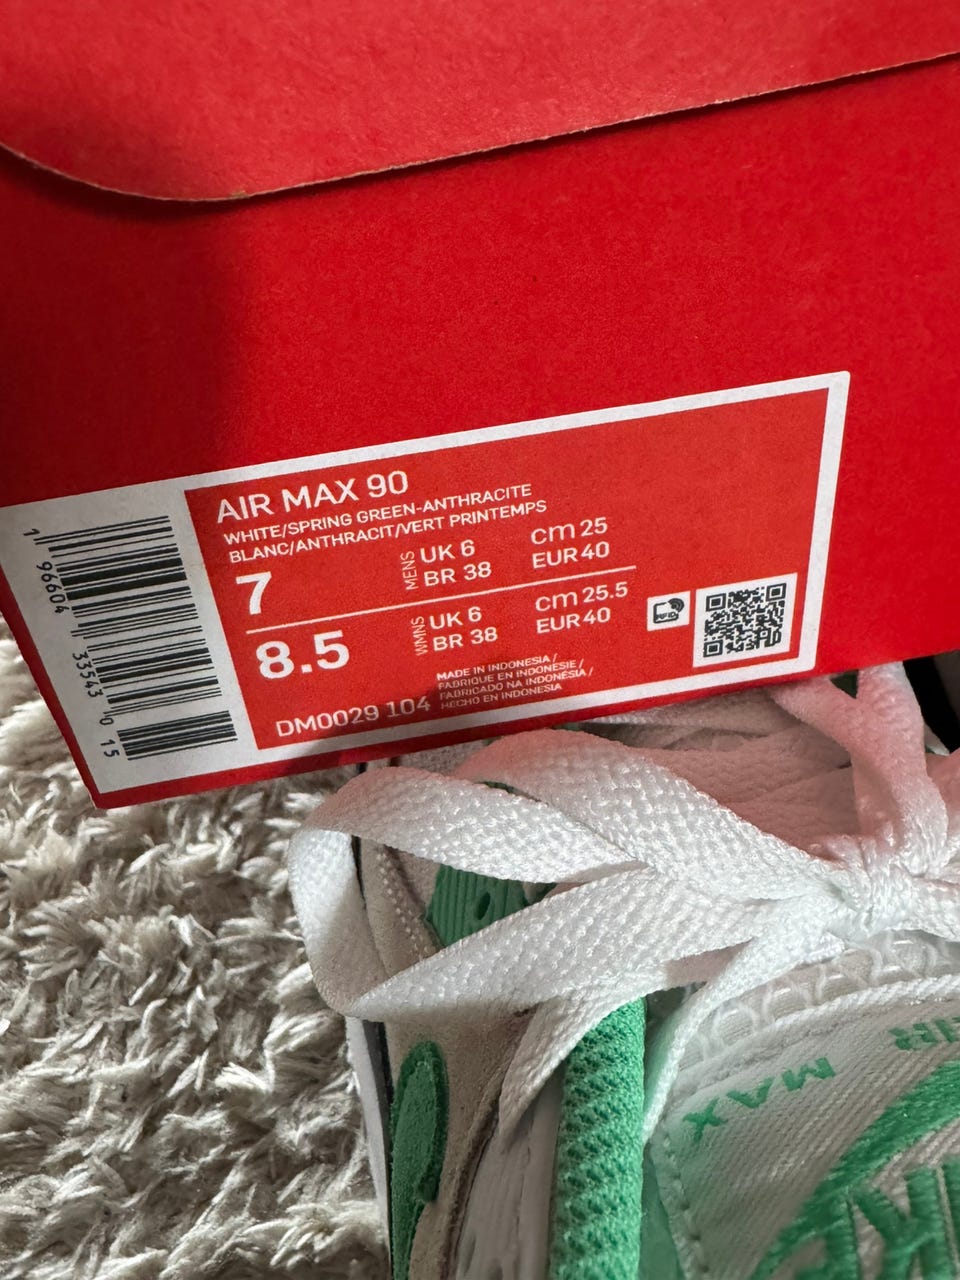 AIR MAX 90
WHITE/SPRING GREEN-ANTHRACITE
BLANC/ANTHRACIT/VERT PRINTEMPS
7
MENS
UK 6
BR 38
cm 25
EUR 40
8.5
WMNS
UK 6
BR 38
cm 25.5
EUR 40
RFID
DM0029 104
MADE IN INDONESIA /
FABRIQUE EN INDONESIE /
FABRICADO NA INDONÉSIA /
HECHO EN INDONESIA
1 96604 33543 0 15
AIR
MAX